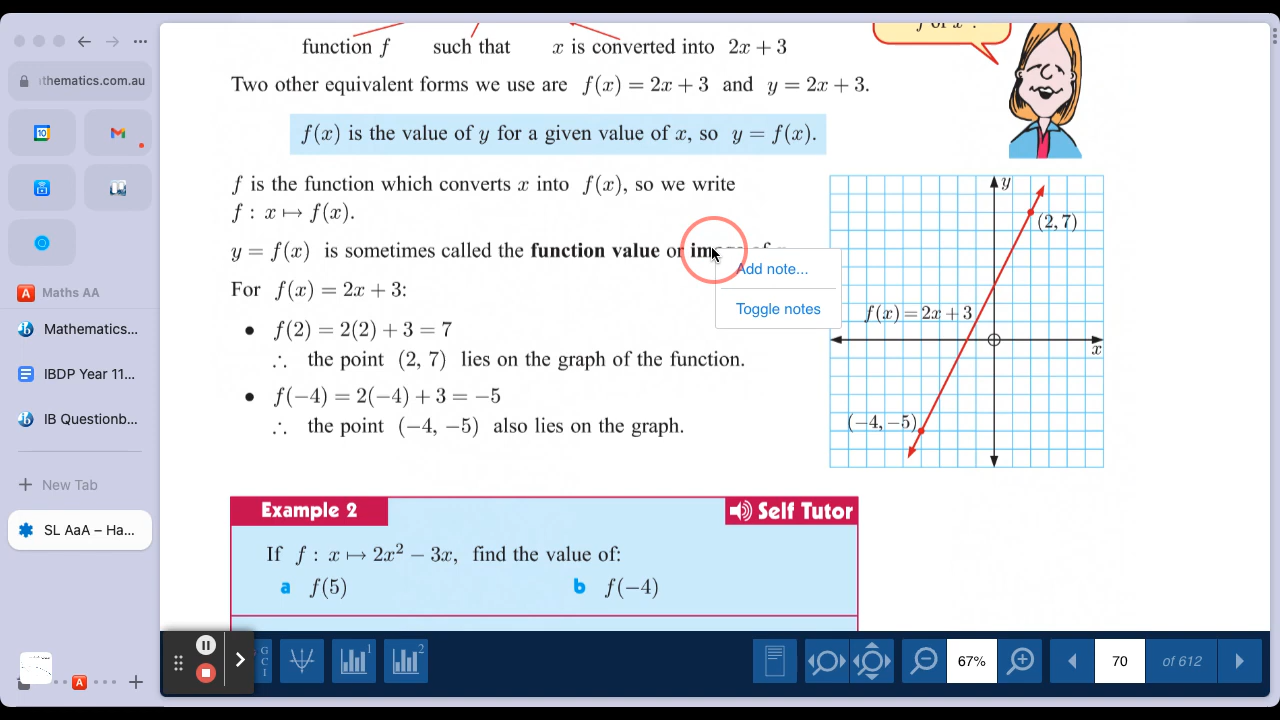 function f such that x is converted into 2x + 3
f of x
Two other equivalent forms we use are f(x) = 2x + 3 and y = 2x + 3.
f(x) is the value of y for a given value of x, so y = f(x).
f is the function which converts x into f(x), so we write
f : x ↦ f(x).
y = f(x) is sometimes called the function value or
For f(x) = 2x + 3:
• f(2) = 2(2) + 3 = 7
∴ the point (2, 7) lies on the graph of the function.
• f(−4) = 2(−4) + 3 = −5
∴ the point (−4, −5) also lies on the graph.
Add note...
Toggle notes
y
(2, 7)
f(x) = 2x + 3
x
(−4, −5)
Example 2
Self Tutor
If f : x ↦ 2x² − 3x, find the value of:
a f(5) b f(−4)
thematics.com.au
10
A Maths AA
Mathematics...
IBDP Year 11...
IB Questionb...
+ New Tab
SL AaA – Ha...
A
G
C
I
1
2
67%
70 of 612